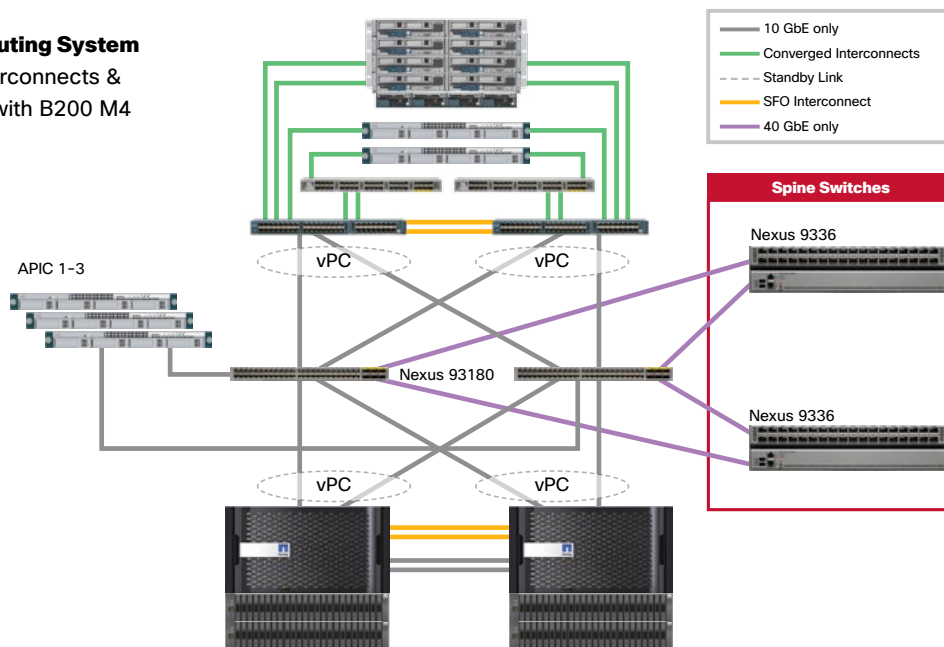 uting System
erconnects &
with B200 M4
10 GbE only
Converged Interconnects
Standby Link
SFO Interconnect
40 GbE only
Spine Switches
Nexus 9336
vPC
vPC
APIC 1-3
Nexus 93180
Nexus 9336
vPC
vPC